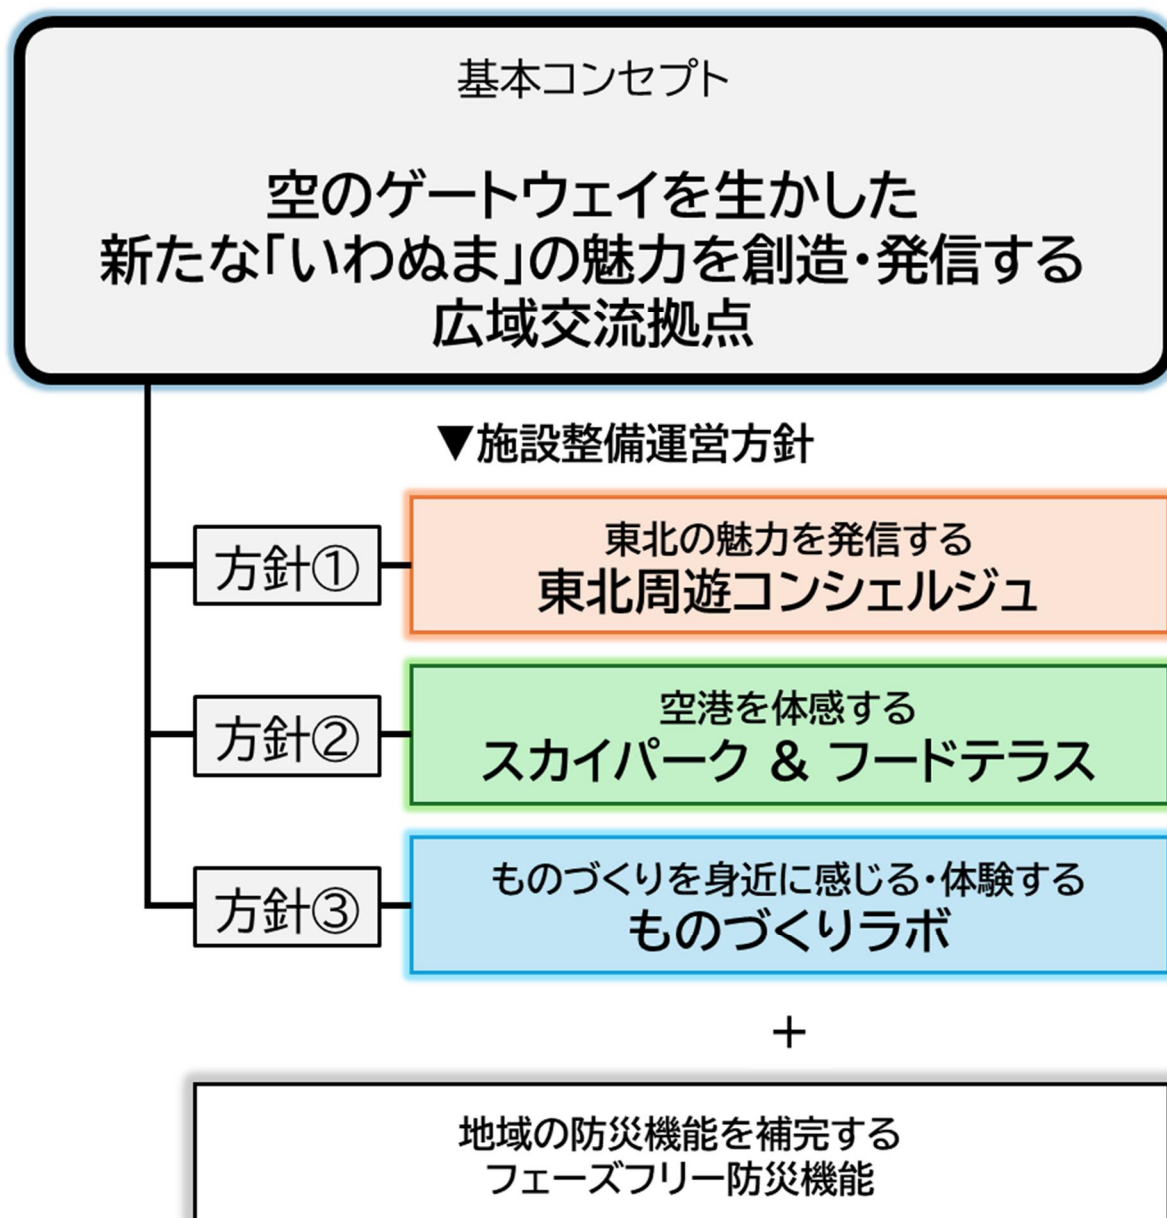 基本コンセプト
空のゲートウェイを生かした
新たな「いわぬま」の魅力を創造・発信する
広域交流拠点
▼施設整備運営方針
方針①
東北の魅力を発信する
東北周遊コンシェルジュ
方針②
空港を体感する
スカイパーク & フードテラス
方針③
ものづくりを身近に感じる・体験する
ものづくりラボ
+
地域の防災機能を補完する
フェーズフリー防災機能